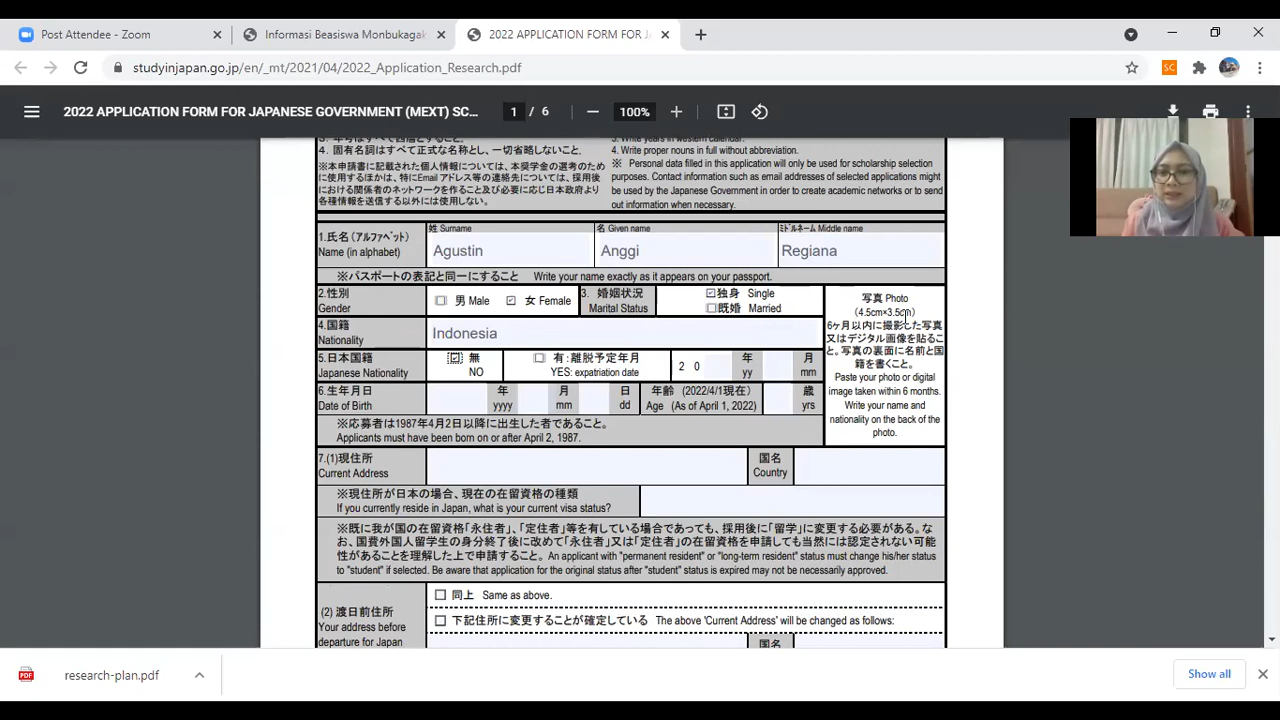 Post Attendee - Zoom
Informasi Beasiswa Monbukagak
2022 APPLICATION FORM FOR JA
studyinjapan.go.jp/en/_mt/2021/04/2022_Application_Research.pdf
SC
2022 APPLICATION FORM FOR JAPANESE GOVERNMENT (MEXT) SC...
1 / 6
100%
4. 固有名詞はすべて正式な名称とし、一切省略しないこと。
※本申請書に記載された個人情報については、本奨学金の選考のため
に使用するほかは、特にEmail アドレス等の連絡先については、採用後
における関係者のネットワークを作ること及び必要に応じ日本政府より
各種情報を送信する以外には使用しない。
3. Write years in western calendar.
4. Write proper nouns in full without abbreviation.
※ Personal data filled in this application will only be used for scholarship selection
purposes. Contact information such as email addresses of selected applications might
be used by the Japanese Government in order to create academic networks or to send
out information when necessary.
1.氏名(アルファベット)
Name (in alphabet)
姓 Surname
Agustin
名 Given name
Anggi
ミドルネーム Middle name
Regiana
※パスポートの表記と同一にすること Write your name exactly as it appears on your passport.
2.性別
Gender
男 Male
女 Female
3. 婚姻状況
Marital Status
独身 Single
既婚 Married
写真 Photo
(4.5cm×3.5cm)
6ヶ月以内に撮影した写真
又はデジタル画像を貼るこ
と。写真の裏面に名前と国
籍を書くこと。
Paste your photo or digital
image taken within 6 months.
Write your name and
nationality on the back of the
photo.
4.国籍
Nationality
Indonesia
5.日本国籍
Japanese Nationality
無
NO
有：離脱予定年月
YES: expatriation date
2 0
年
yy
月
mm
6.生年月日
Date of Birth
年
yyyy
月
mm
日
dd
年齢 (2022/4/1現在)
Age (As of April 1, 2022)
歳
yrs
※応募者は1987年4月2日以降に出生した者であること。
Applicants must have been born on or after April 2, 1987.
7.(1)現住所
Current Address
国名
Country
※現住所が日本の場合、現在の在留資格の種類
If you currently reside in Japan, what is your current visa status?
※既に我が国の在留資格「永住者」、「定住者」等を有している場合であっても、採用後に「留学」に変更する必要がある。な
お、国費外国人留学生の身分終了後に改めて「永住者」又は「定住者」の在留資格を申請しても当然には認定されない可能
性があることを理解した上で申請すること。 An applicant with "permanent resident" or "long-term resident" status must change his/her status
to "student" if selected. Be aware that application for the original status after "student" status is expired may not be necessarily approved.
(2) 渡日前住所
Your address before
departure for Japan
同上 Same as above.
下記住所に変更することが確定している The above 'Current Address' will be changed as follows:
国名
research-plan.pdf
Show all